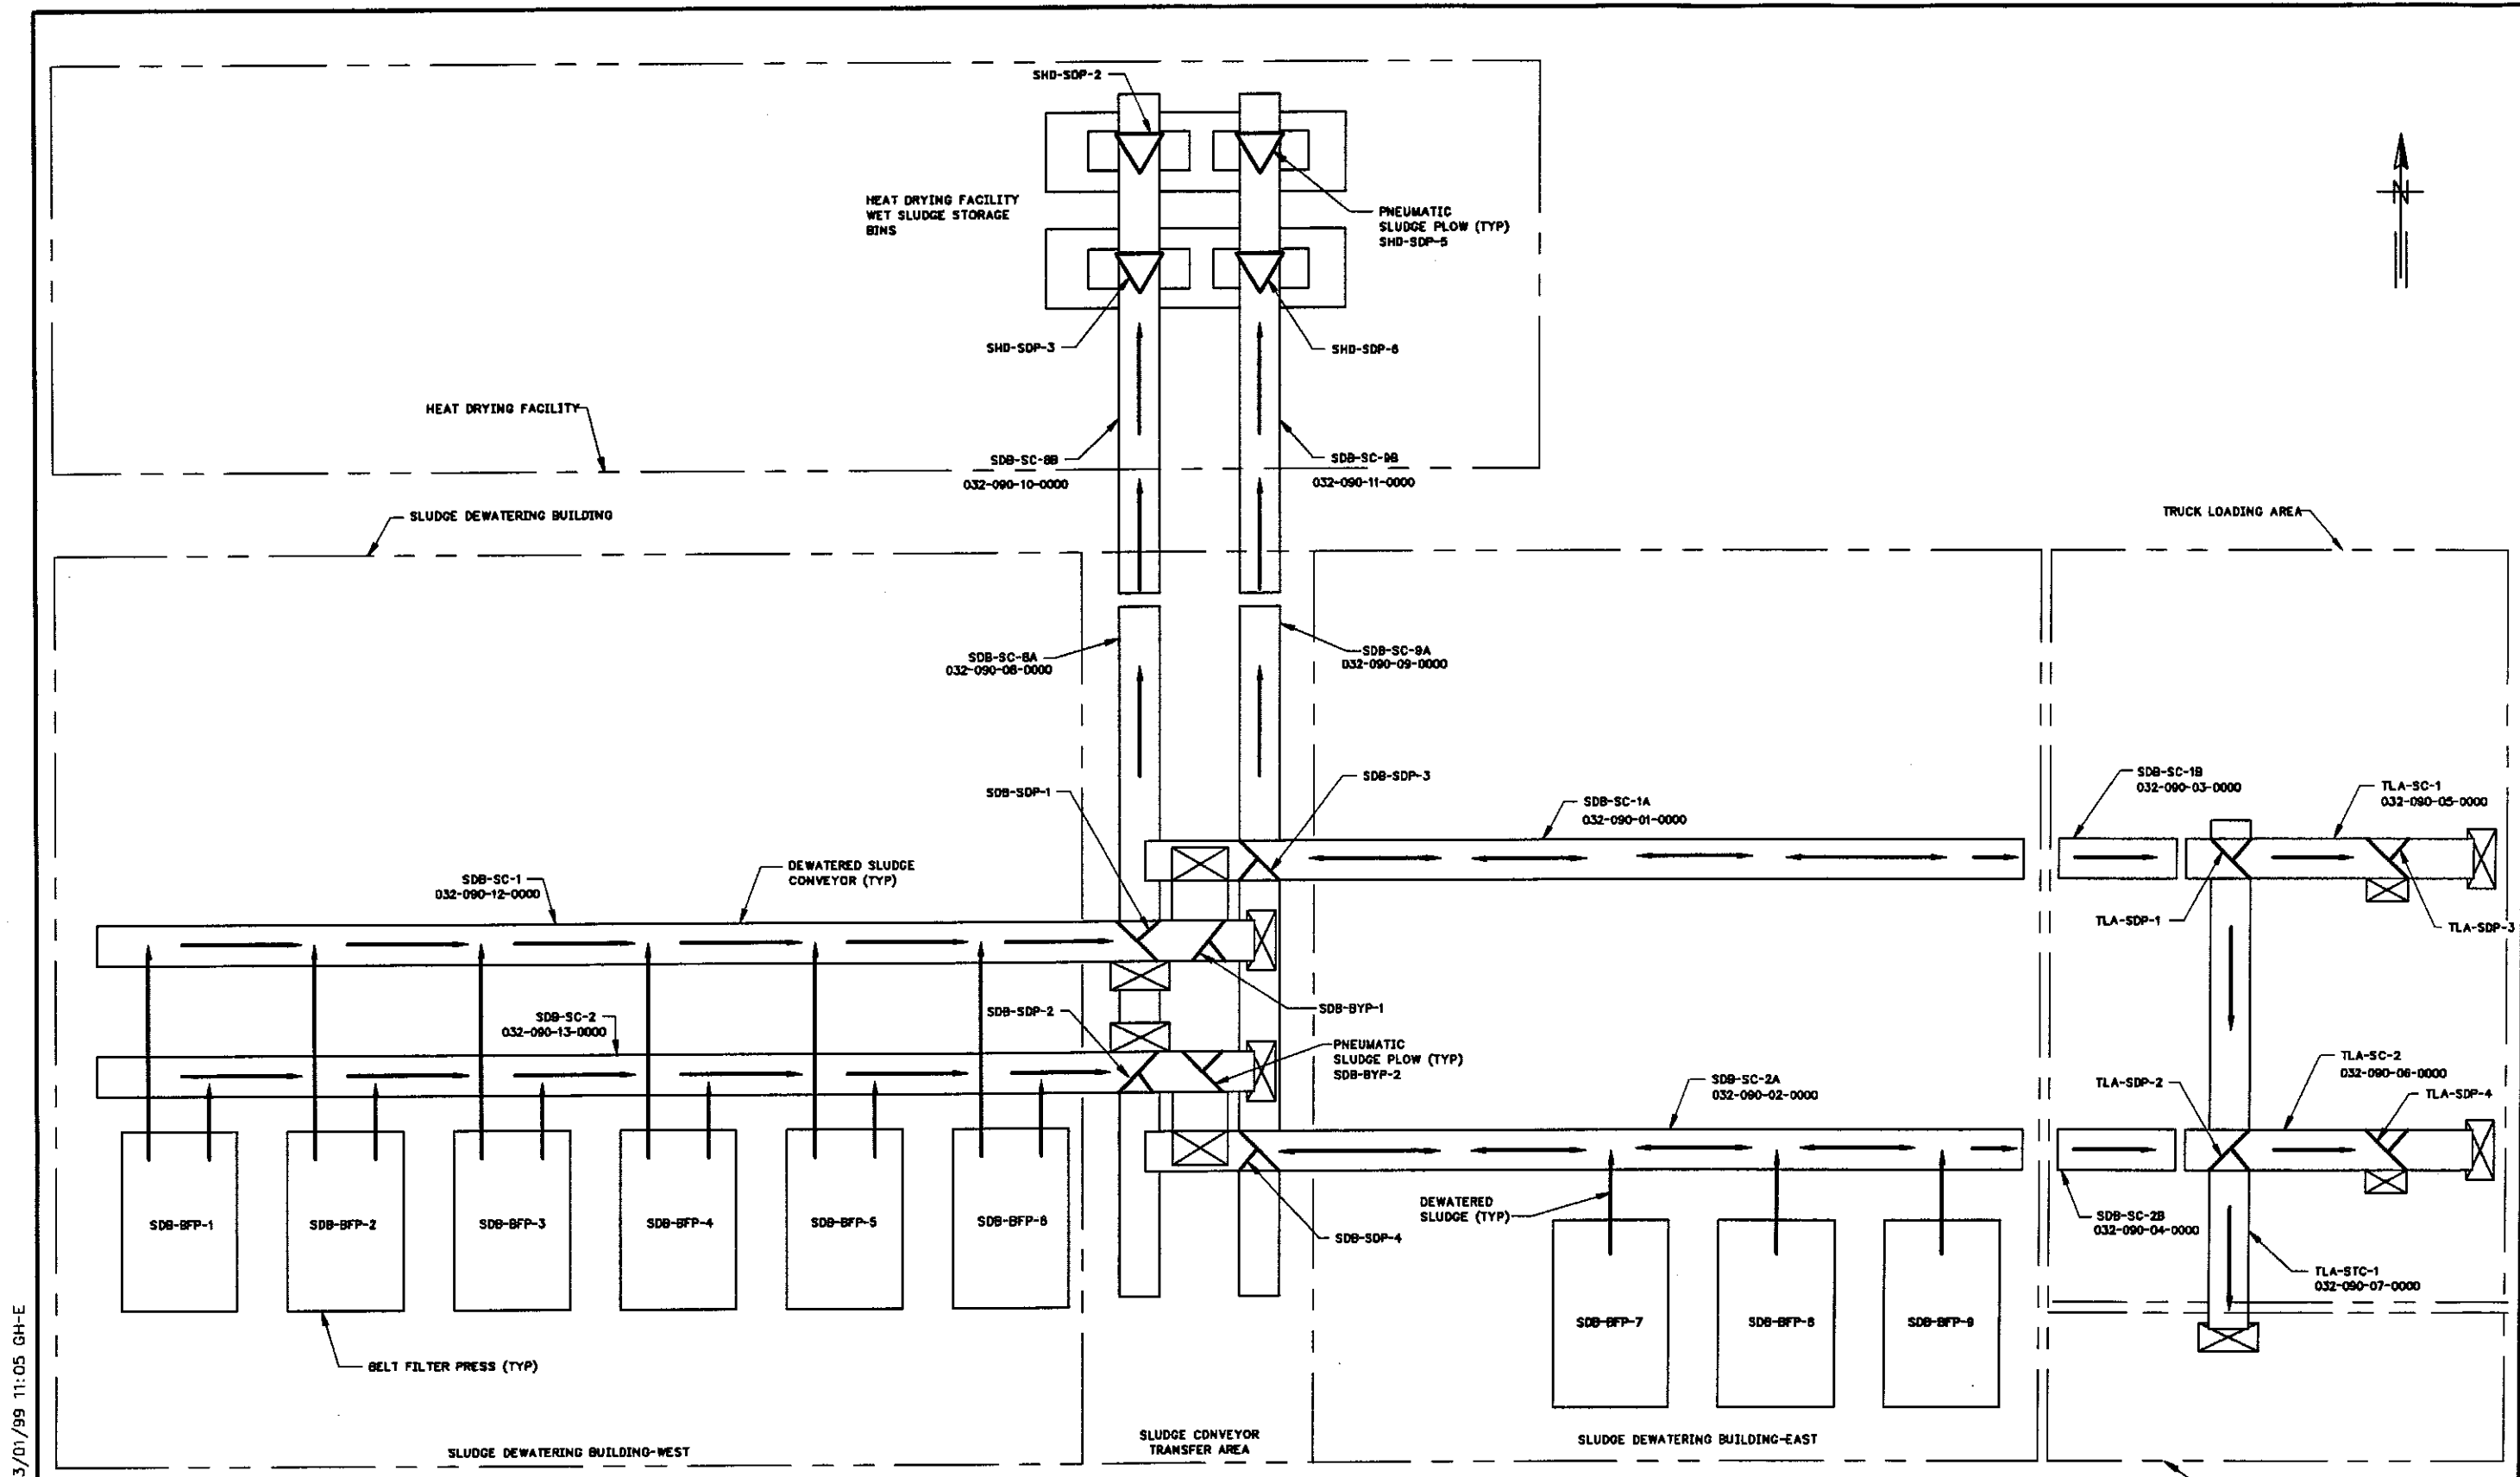 SHD-SDP-2
HEAT DRYING FACILITY
WET SLUDGE STORAGE
BINS
PNEUMATIC
SLUDGE PLOW (TYP)
SHD-SDP-5
N
SHD-SDP-3
SHD-SDP-6
HEAT DRYING FACILITY
SDB-SC-8B
032-090-10-0000
SDB-SC-9B
032-090-11-0000
SLUDGE DEWATERING BUILDING
TRUCK LOADING AREA
SDB-SC-8A
032-090-08-0000
SDB-SC-9A
032-090-09-0000
SDB-SDP-1
SDB-SDP-3
SDB-SC-1A
032-090-01-0000
SDB-SC-1B
032-090-03-0000
TLA-SC-1
032-090-05-0000
SDB-SC-1
032-090-12-0000
DEWATERED SLUDGE
CONVEYOR (TYP)
TLA-SDP-1
TLA-SDP-3
SDB-SC-2
032-090-13-0000
SDB-SDP-2
SDB-BYP-1
PNEUMATIC
SLUDGE PLOW (TYP)
SDB-BYP-2
SDB-SC-2A
032-090-02-0000
TLA-SDP-2
TLA-SC-2
032-090-06-0000
TLA-SDP-4
SDB-BFP-1
SDB-BFP-2
SDB-BFP-3
SDB-BFP-4
SDB-BFP-5
SDB-BFP-6
SDB-SDP-4
DEWATERED
SLUDGE (TYP)
SDB-SC-2B
032-090-04-0000
TLA-STC-1
032-090-07-0000
SDB-BFP-7
SDB-BFP-8
SDB-BFP-9
BELT FILTER PRESS (TYP)
SLUDGE DEWATERING BUILDING-WEST
SLUDGE CONVEYOR
TRANSFER AREA
SLUDGE DEWATERING BUILDING-EAST
3/01/99 11:05 GH-E